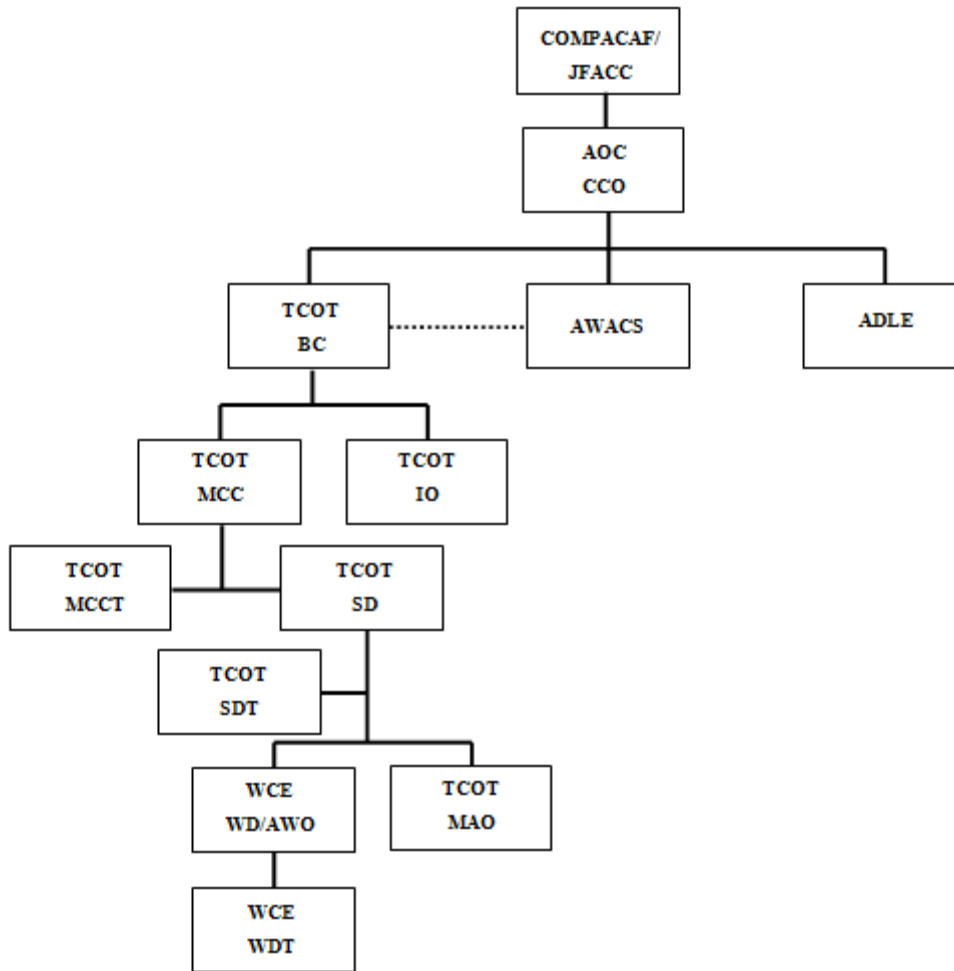 COMPACAF/
JFACC
AOC
CCO
TCOT
BC
AWACS
ADLE
TCOT
MCC
TCOT
IO
TCOT
MCCT
TCOT
SD
TCOT
SDT
WCE
WD/AWO
TCOT
MAO
WCE
WDT